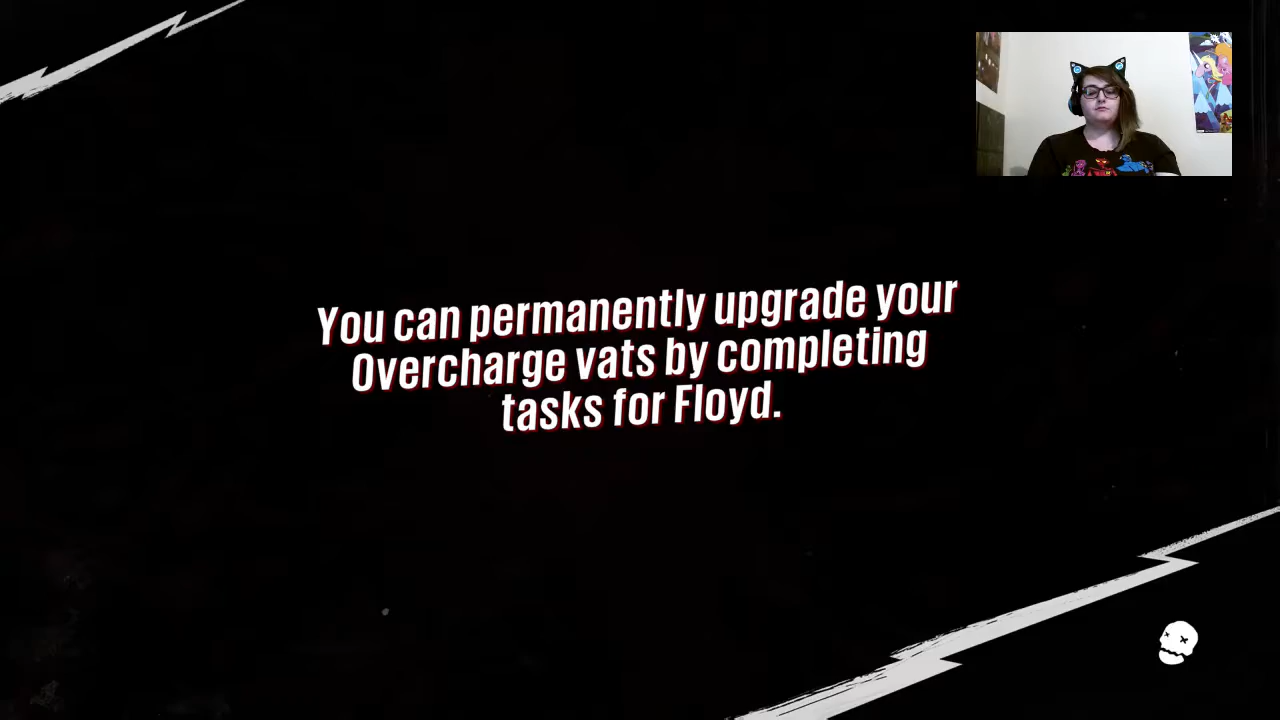 You can permanently upgrade your
Overcharge vats by completing
tasks for Floyd.